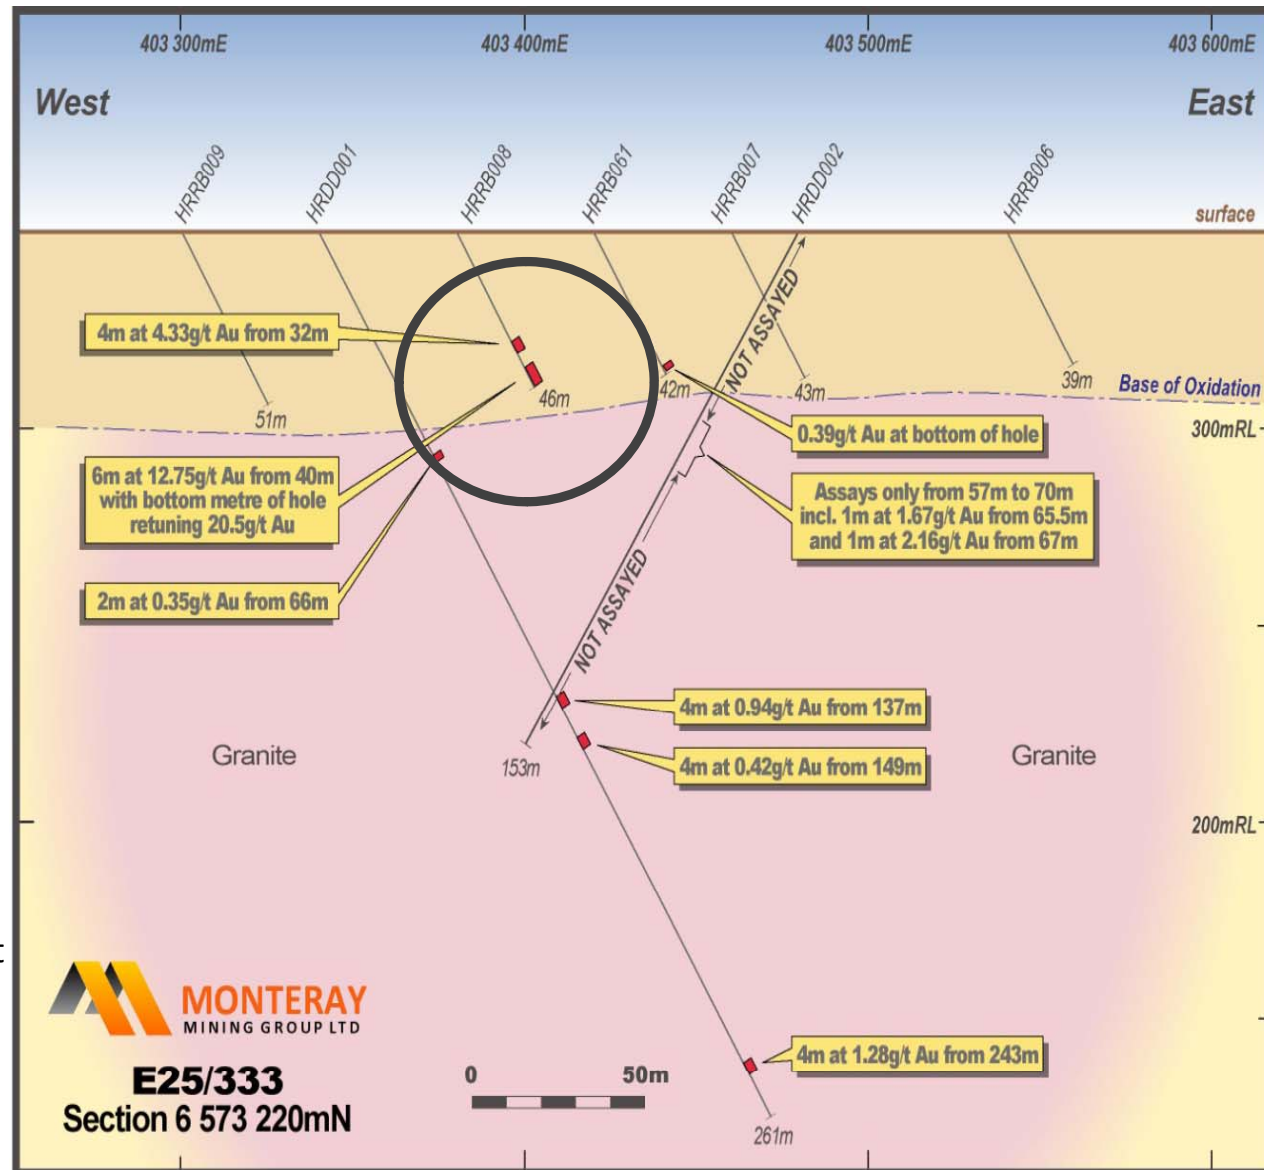 403 300mE
403 400mE
403 500mE
403 600mE
West
East
HRRB009
HRDD001
HRRB008
HRRB061
HRRB007
HRDD002
HRRB006
surface
NOT ASSAYED
4m at 4.33g/t Au from 32m
51m
46m
42m
43m
39m
Base of Oxidation
300mRL
0.39g/t Au at bottom of hole
6m at 12.75g/t Au from 40m
with bottom metre of hole
retuning 20.5g/t Au
Assays only from 57m to 70m
incl. 1m at 1.67g/t Au from 65.5m
and 1m at 2.16g/t Au from 67m
2m at 0.35g/t Au from 66m
NOT ASSAYED
4m at 0.94g/t Au from 137m
Granite
153m
4m at 0.42g/t Au from 149m
Granite
200mRL
MONTERAY
MINING GROUP LTD
E25/333
Section 6 573 220mN
0
50m
4m at 1.28g/t Au from 243m
261m